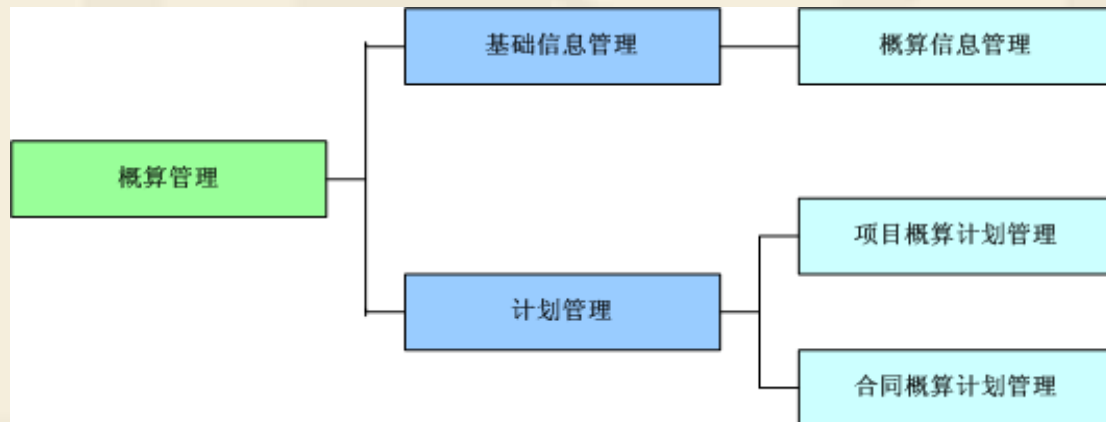 基础信息管理
概算信息管理
概算管理
项目概算计划管理
计划管理
合同概算计划管理